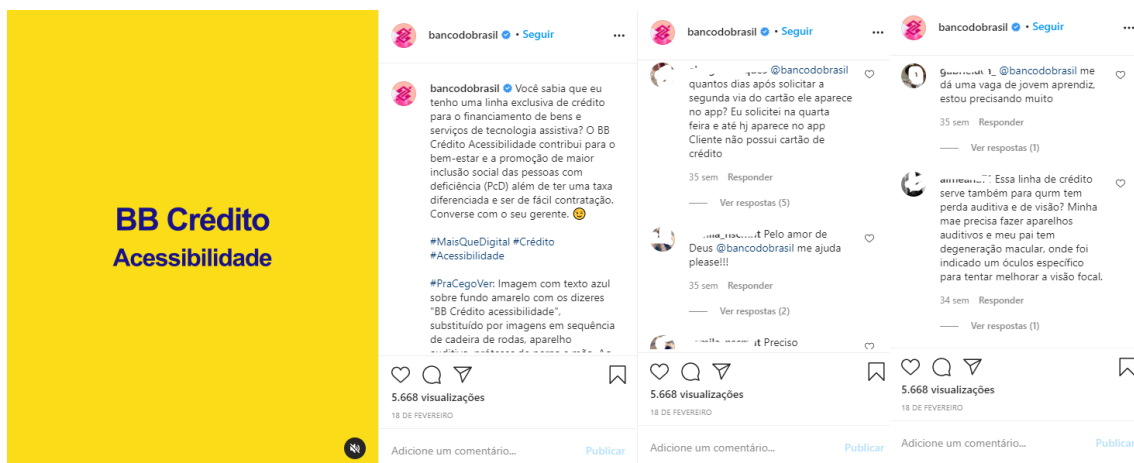 BB Crédito
Acessibilidade
bancodobrasil • Seguir
bancodobrasil Você sabia que eu
tenho uma linha exclusiva de crédito
para o financiamento de bens e
serviços de tecnologia assistiva? O BB
Crédito Acessibilidade contribui para o
bem-estar e a promoção de maior
inclusão social das pessoas com
deficiência (PcD) além de ter uma taxa
diferenciada e ser de fácil contratação.
Converse com o seu gerente. 😉
#MaisQueDigital #Crédito
#Acessibilidade
#PraCegoVer: Imagem com texto azul
sobre fundo amarelo com os dizeres
"BB Crédito acessibilidade",
substituído por imagens em sequência
de cadeira de rodas, aparelho
5.668 visualizações
18 DE FEVEREIRO
Adicione um comentário... Publicar
bancodobrasil • Seguir
@bancodobrasil
quantos dias após solicitar a
segunda via do cartão ele aparece
no app? Eu solicitei na quarta
feira e até hj aparece no app
Cliente não possui cartão de
crédito
35 sem Responder
Ver respostas (5)
Pelo amor de
Deus @bancodobrasil me ajuda
please!!!
35 sem Responder
Ver respostas (2)
Preciso
5.668 visualizações
18 DE FEVEREIRO
Adicione um comentário... Publicar
bancodobrasil • Seguir
@bancodobrasil me
dá uma vaga de jovem aprendiz,
estou precisando muito
35 sem Responder
Ver respostas (1)
Essa linha de crédito
serve também para qurm tem
perda auditiva e de visão? Minha
mae precisa fazer aparelhos
auditivos e meu pai tem
degeneração macular, onde foi
indicado um óculos específico
para tentar melhorar a visão focal.
34 sem Responder
Ver respostas (1)
5.668 visualizações
18 DE FEVEREIRO
Adicione um comentário... Publicar